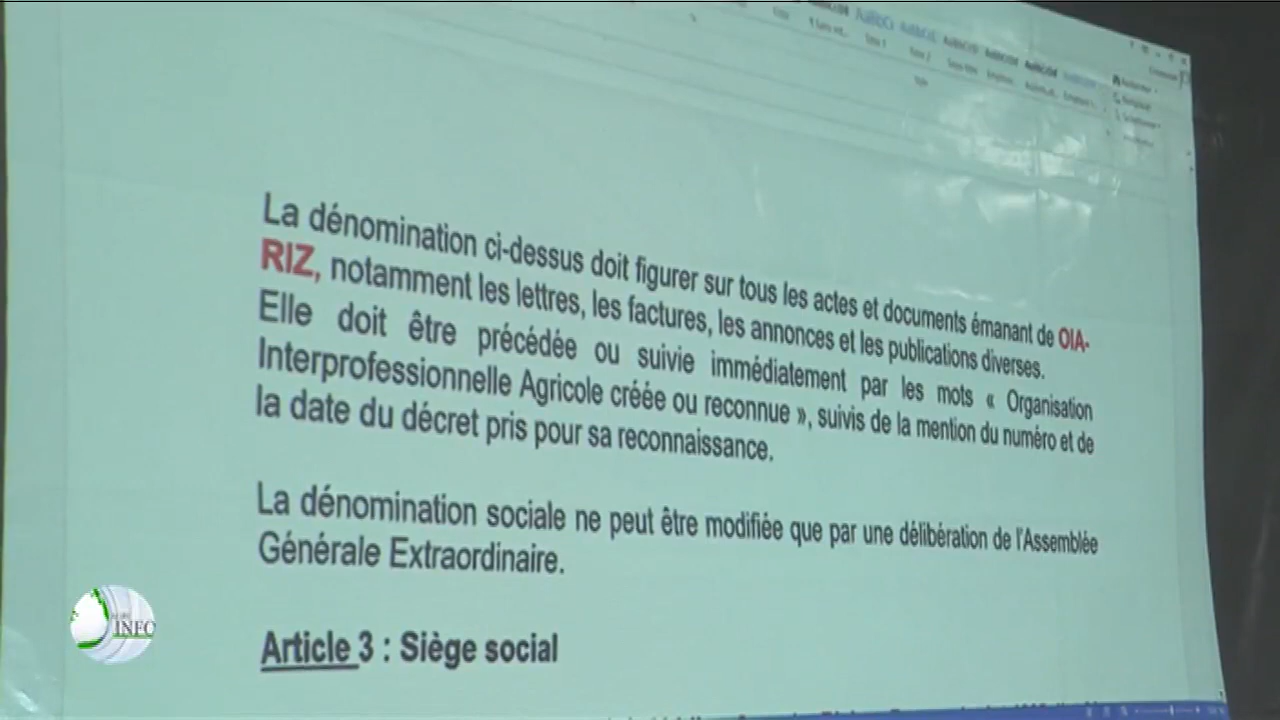 La dénomination ci-dessus doit figurer sur tous les actes et documents émanant de OIA-
RIZ, notamment les lettres, les factures, les annonces et les publications diverses.
Elle doit être précédée ou suivie immédiatement par les mots « Organisation
Interprofessionnelle Agricole créée ou reconnue », suivis de la mention du numéro et de
la date du décret pris pour sa reconnaissance.
La dénomination sociale ne peut être modifiée que par une délibération de l'Assemblée
Générale Extraordinaire.
Article 3 : Siège social
INFO